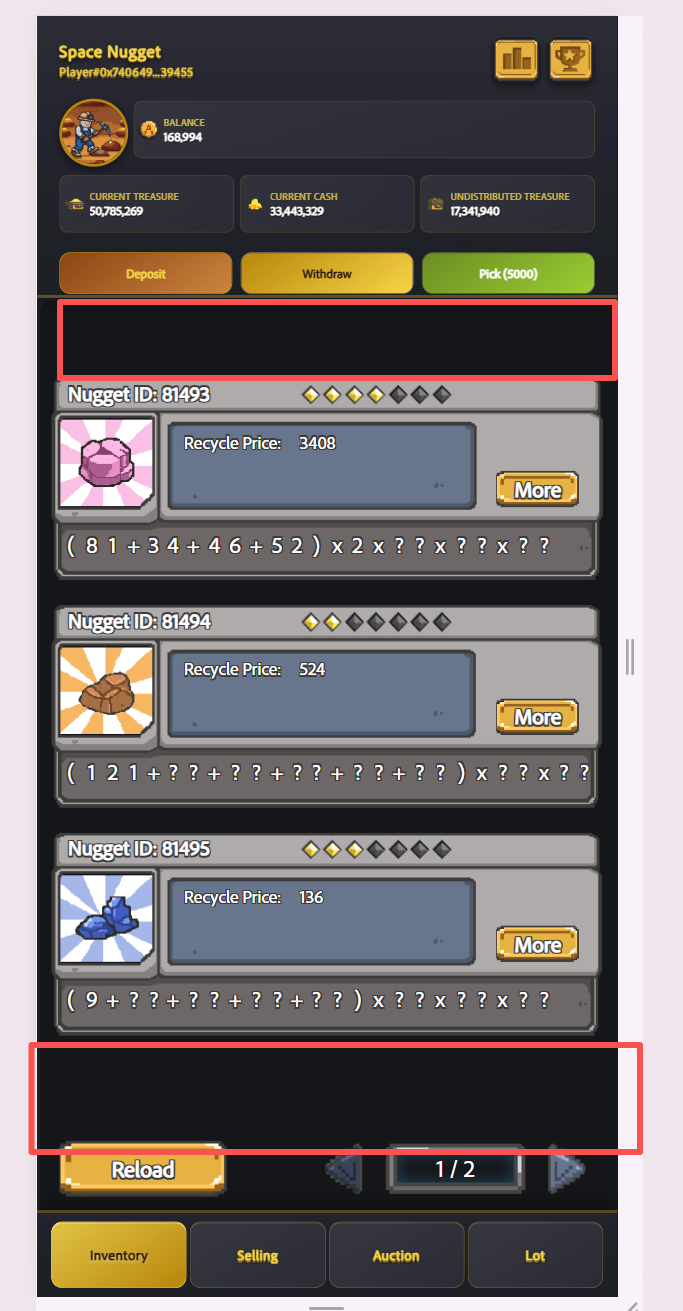 Space Nugget
Player#0x740649...39455
BALANCE
168,994
CURRENT TREASURE
50,785,269
CURRENT CASH
33,443,329
UNDISTRIBUTED TREASURE
17,341,940
Deposit
Withdraw
Pick (5000)
Nugget ID: 81493
Recycle Price: 3408
More
( 8 1 + 3 4 + 4 6 + 5 2 ) x 2 x ? ? x ? ? x ? ?
Nugget ID: 81494
Recycle Price: 524
More
( 1 2 1 + ? ? + ? ? + ? ? + ? ? + ? ? ) x ? ? x ? ?
Nugget ID: 81495
Recycle Price: 136
More
( 9 + ? ? + ? ? + ? ? + ? ? ) x ? ? x ? ? x ? ?
Reload
1 / 2
Inventory
Selling
Auction
Lot